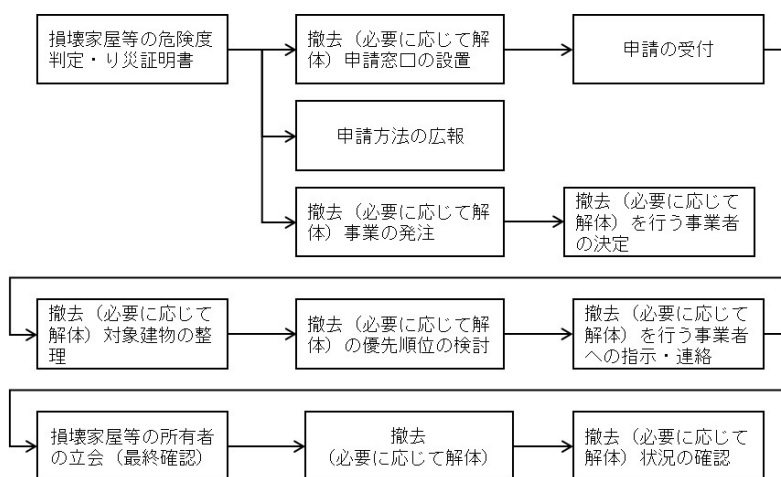 損壊家屋等の危険度
判定・り災証明書
撤去（必要に応じて解
体）申請窓口の設置
申請の受付
申請方法の広報
撤去（必要に応じて解
体）事業の発注
撤去（必要に応じて
解体）を行う事業者
の決定
撤去（必要に応じて
解体）対象建物の整
理
撤去（必要に応じて解
体）の優先順位の検討
撤去（必要に応じて
解体）を行う事業者
への指示・連絡
損壊家屋等の所有者
の立会（最終確認）
撤去
（必要に応じて解体）
撤去（必要に応じて
解体）状況の確認